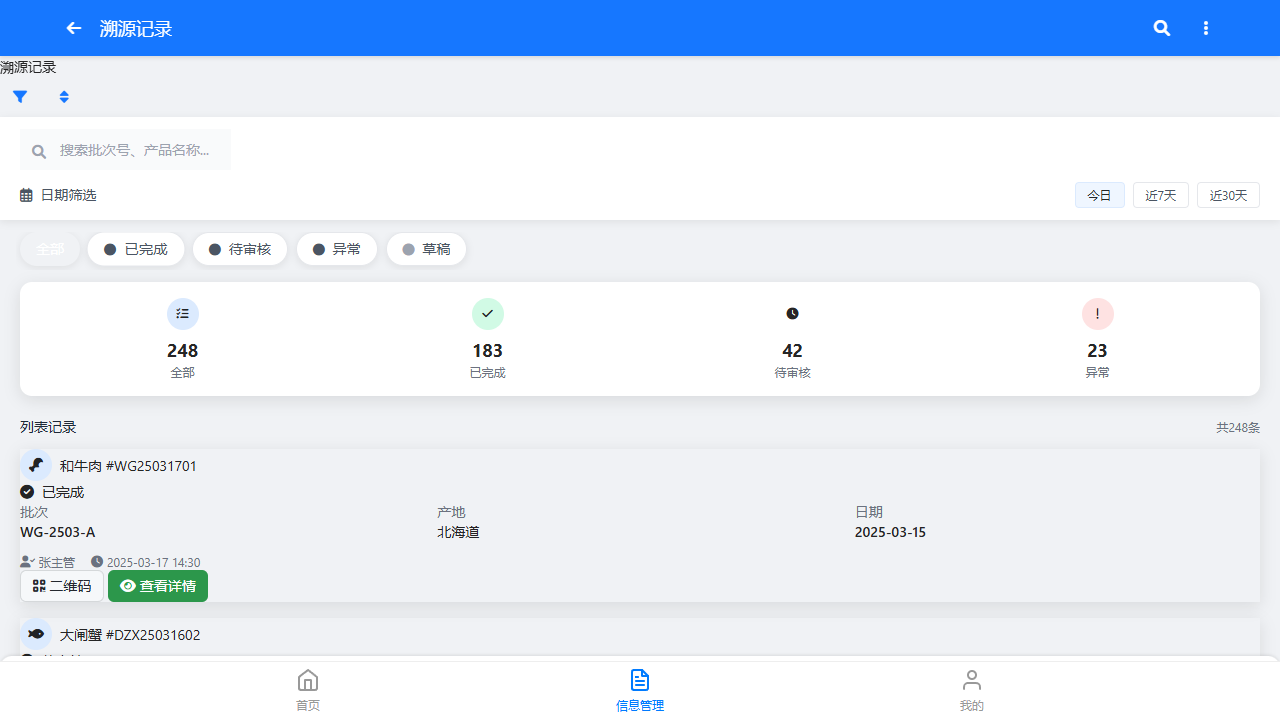 溯源记录
溯源记录
搜索批次号、产品名称...
日期筛选
今日
近7天
近30天
全部
已完成
待审核
异常
草稿
248
全部
183
已完成
42
待审核
23
异常
列表记录
共248条
和牛肉 #WG25031701
已完成
批次
WG-2503-A
产地
北海道
日期
2025-03-15
张主管
2025-03-17 14:30
二维码
查看详情
大闸蟹 #DZX25031602
首页
信息管理
我的